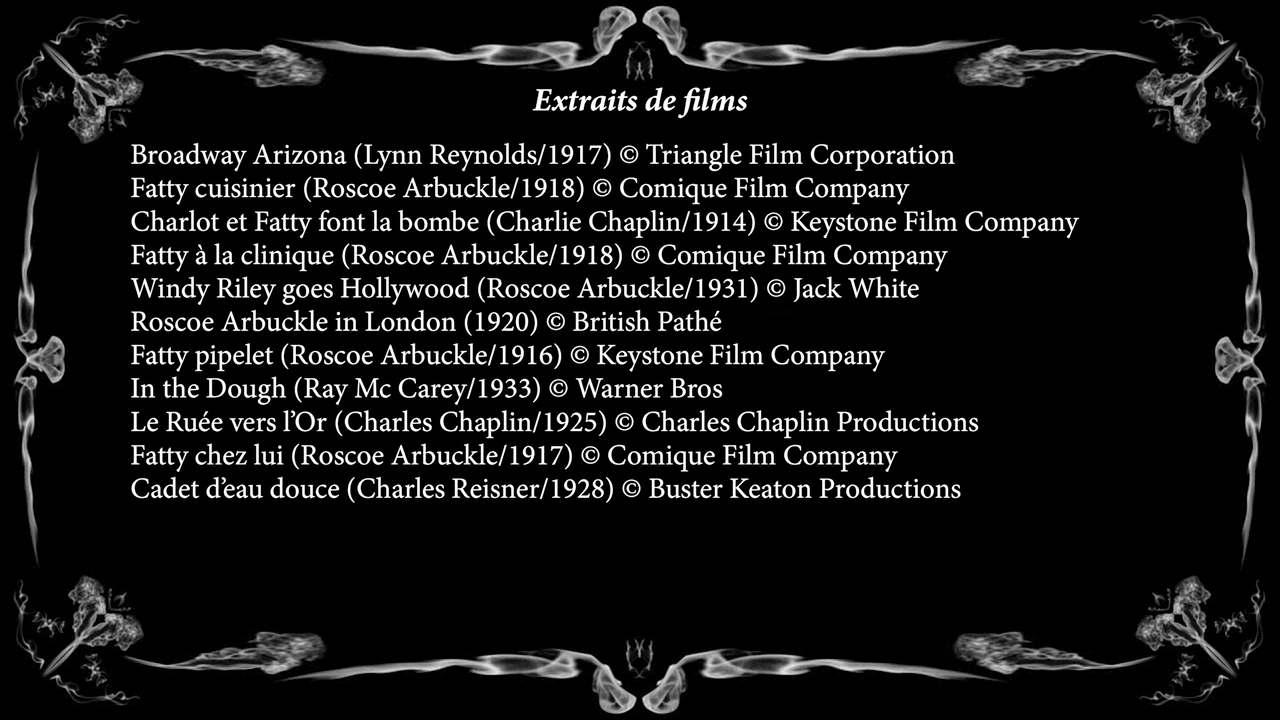 Extraits de films
Broadway Arizona (Lynn Reynolds/1917) © Triangle Film Corporation
Fatty cuisinier (Roscoe Arbuckle/1918) © Comique Film Company
Charlot et Fatty font la bombe (Charlie Chaplin/1914) © Keystone Film Company
Fatty à la clinique (Roscoe Arbuckle/1918) © Comique Film Company
Windy Riley goes Hollywood (Roscoe Arbuckle/1931) © Jack White
Roscoe Arbuckle in London (1920) © British Pathé
Fatty pipelet (Roscoe Arbuckle/1916) © Keystone Film Company
In the Dough (Ray Mc Carey/1933) © Warner Bros
Le Ruée vers l’Or (Charles Chaplin/1925) © Charles Chaplin Productions
Fatty chez lui (Roscoe Arbuckle/1917) © Comique Film Company
Cadet d’eau douce (Charles Reisner/1928) © Buster Keaton Productions